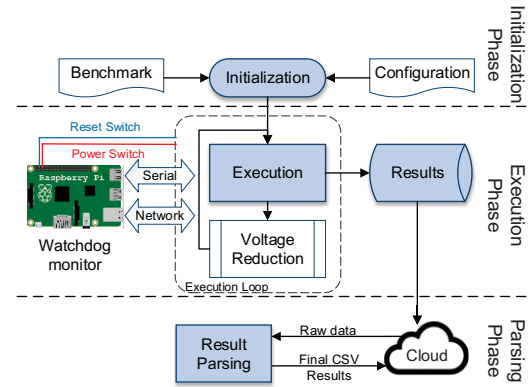 Benchmark
Initialization
Configuration
Initialization
Phase
Reset Switch
Power Switch
Raspberry Pi
Serial
Network
Watchdog
monitor
Execution
Voltage
Reduction
Execution Loop
Results
Execution
Phase
Result
Parsing
Raw data
Final CSV
Results
Cloud
Parsing
Phase